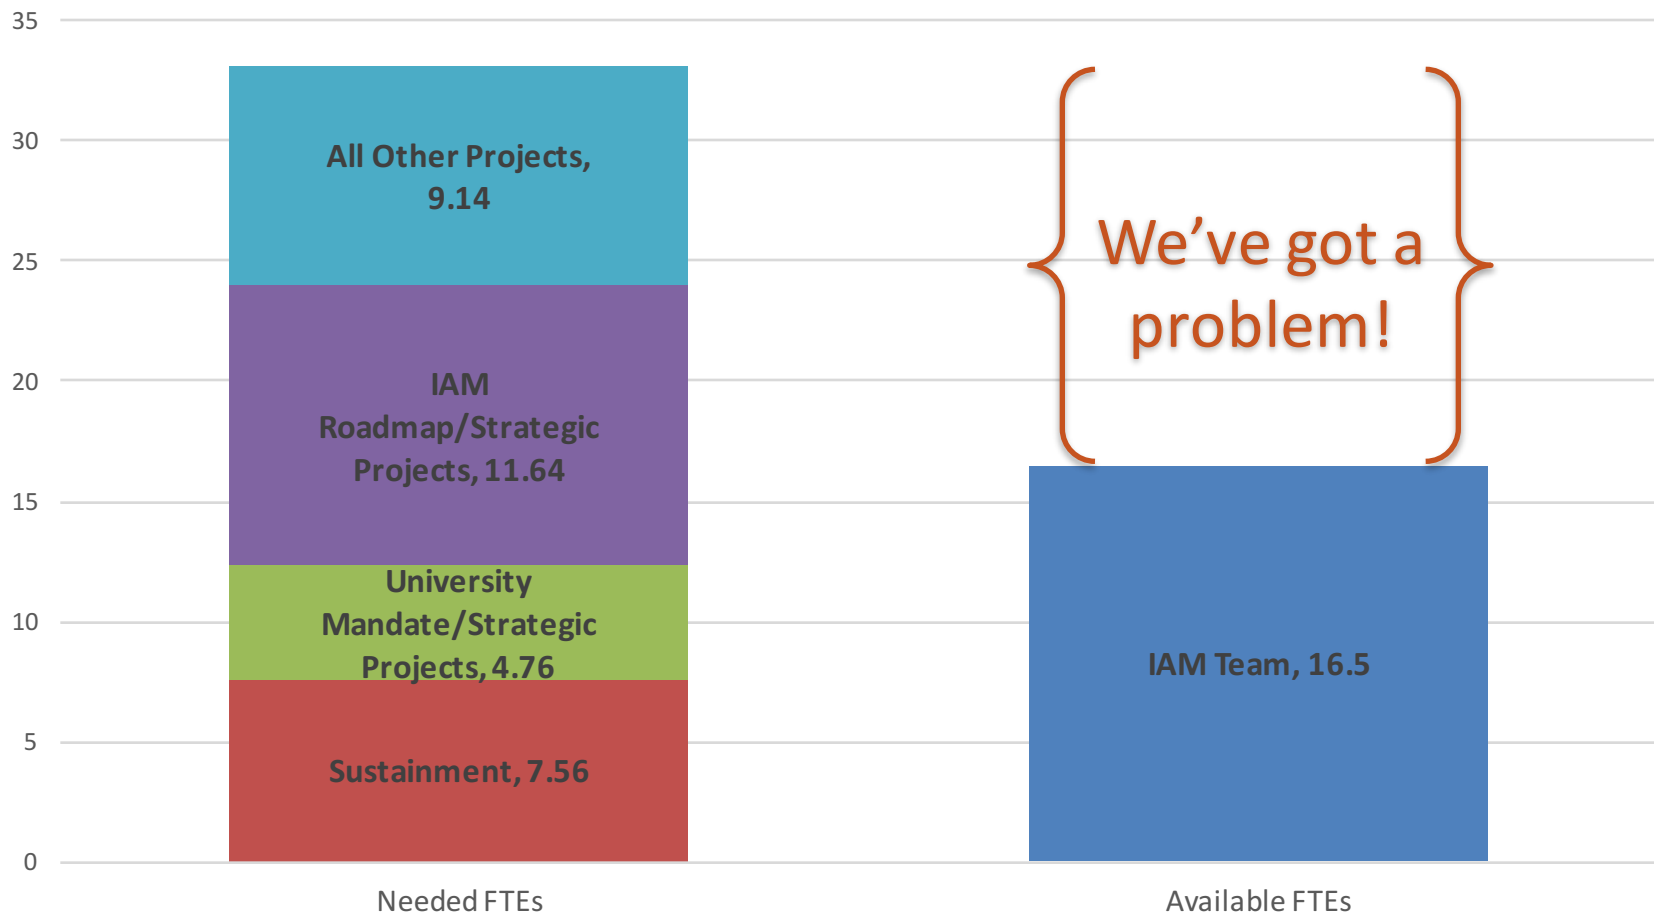 35
30
25
20
15
10
5
0
All Other Projects,
9.14
IAM
Roadmap/Strategic
Projects, 11.64
University
Mandate/Strategic
Projects, 4.76
Sustainment, 7.56
We’ve got a
problem!
IAM Team, 16.5
Needed FTEs
Available FTEs